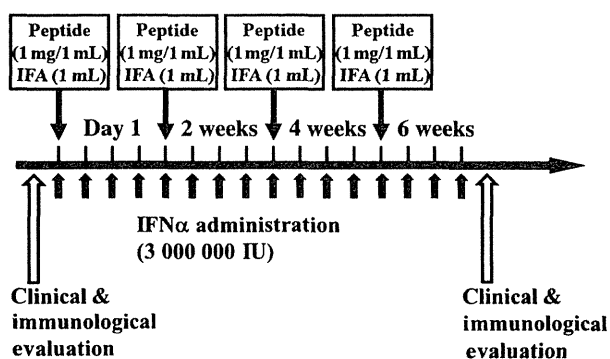 Peptide
(1 mg/1 mL)
IFA (1 mL)
Peptide
(1 mg/1 mL)
IFA (1 mL)
Peptide
(1 mg/1 mL)
IFA (1 mL)
Peptide
(1 mg/1 mL)
IFA (1 mL)
Day 1 2 weeks 4 weeks 6 weeks
IFNα administration
(3 000 000 IU)
Clinical &
immunological
evaluation
Clinical &
immunological
evaluation